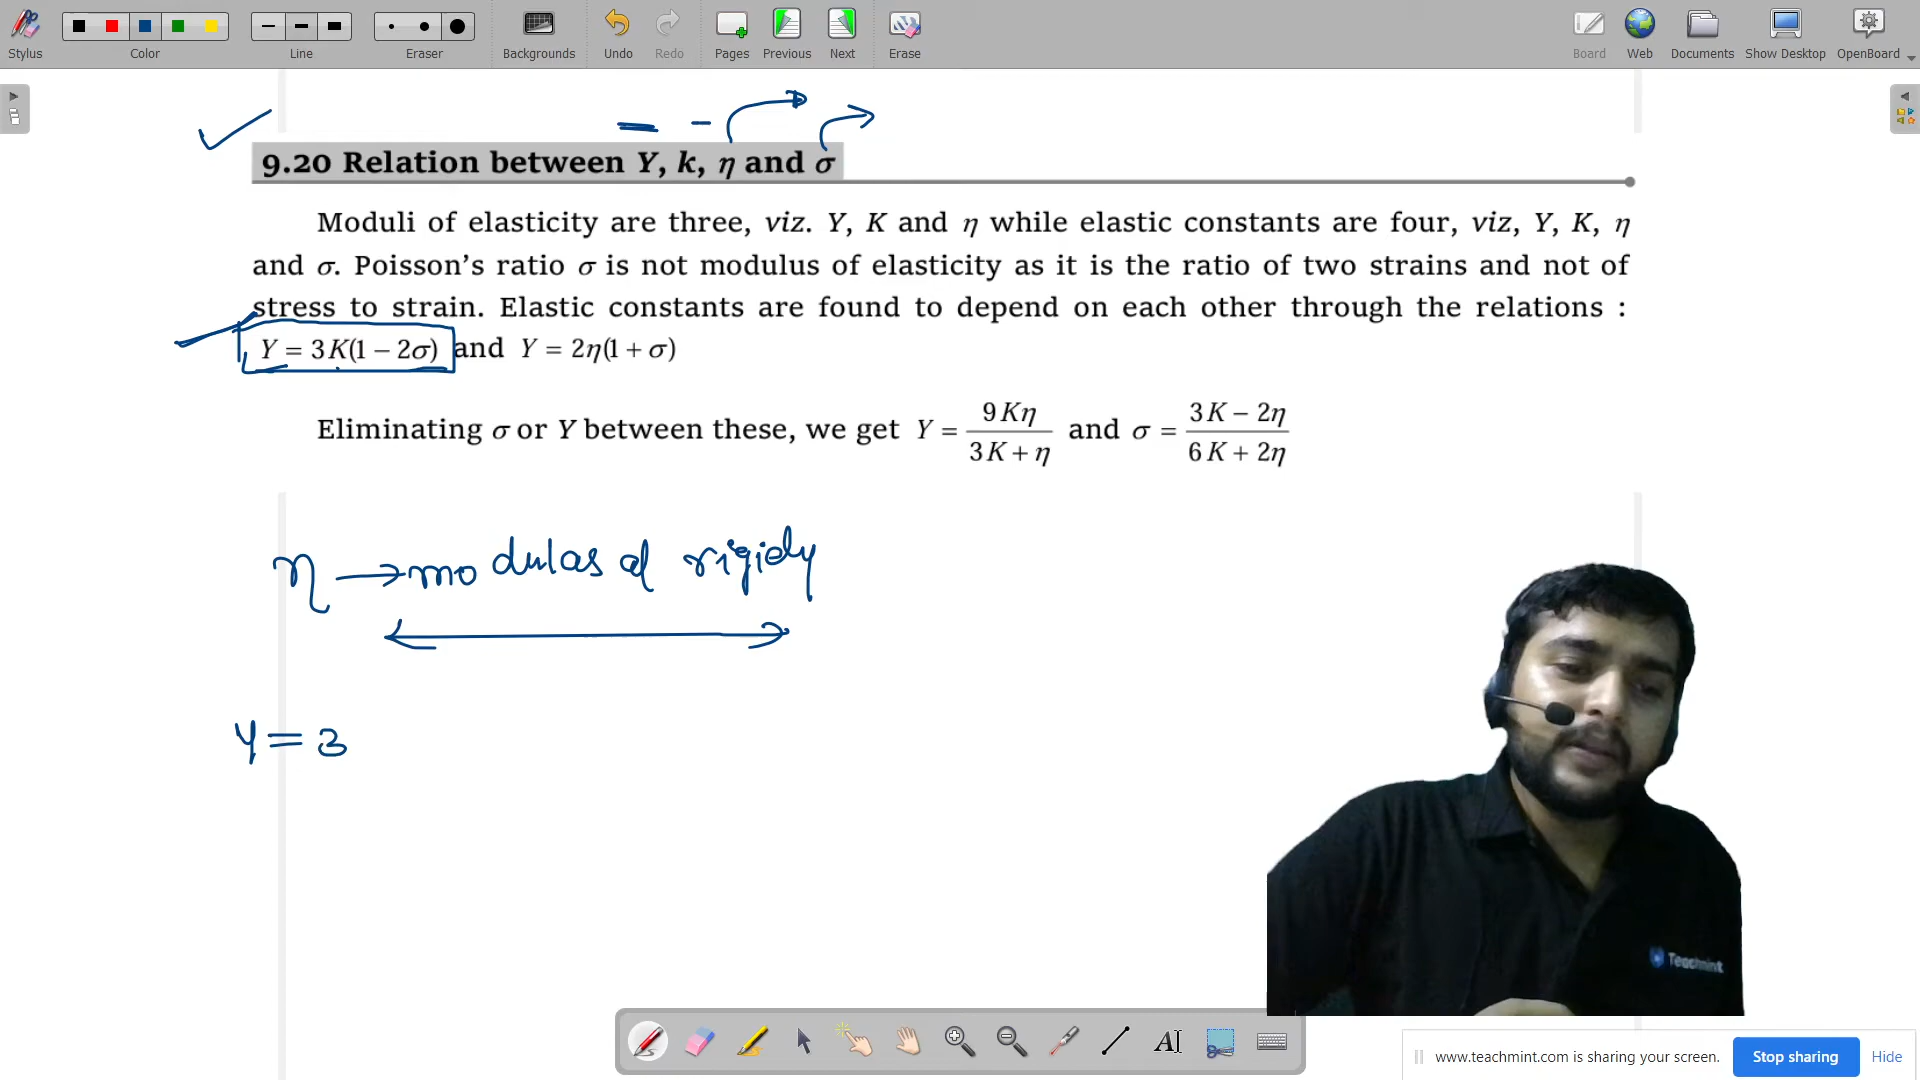 Stylus Color Line Eraser Backgrounds Undo Redo Pages Previous Next Erase Board Web Documents Show Desktop OpenBoard
9.20 Relation between Y, k, η and σ
Moduli of elasticity are three, viz. Y, K and η while elastic constants are four, viz, Y, K, η
and σ. Poisson's ratio σ is not modulus of elasticity as it is the ratio of two strains and not of
stress to strain. Elastic constants are found to depend on each other through the relations :
Y = 3K(1 − 2σ) and Y = 2η(1 + σ)
Eliminating σ or Y between these, we get Y = 9Kη / 3K + η and σ = 3K − 2η / 6K + 2η
η → modulas of rigidy
Y = 3
Teachmint
www.teachmint.com is sharing your screen. Stop sharing Hide